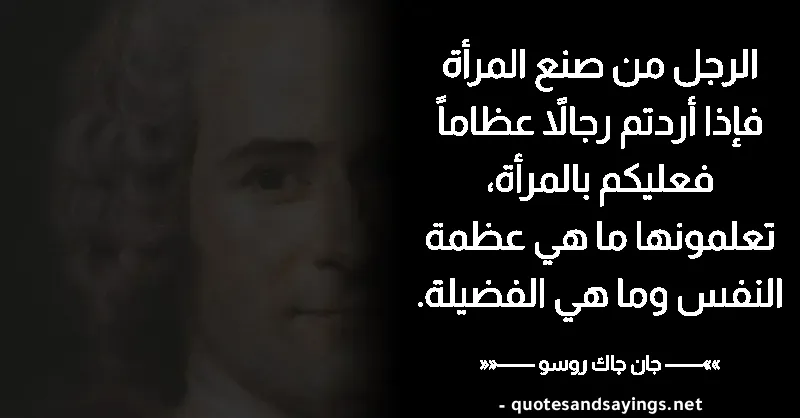 الرجل من صنع المرأة
فإذا أردتم رجالًا عظاماً
فعليكم بالمرأة،
تعلمونها ما هي عظمة
النفس وما هي الفضيلة.
»»—— جان جاك روسو ——««
- quotesandsayings.net